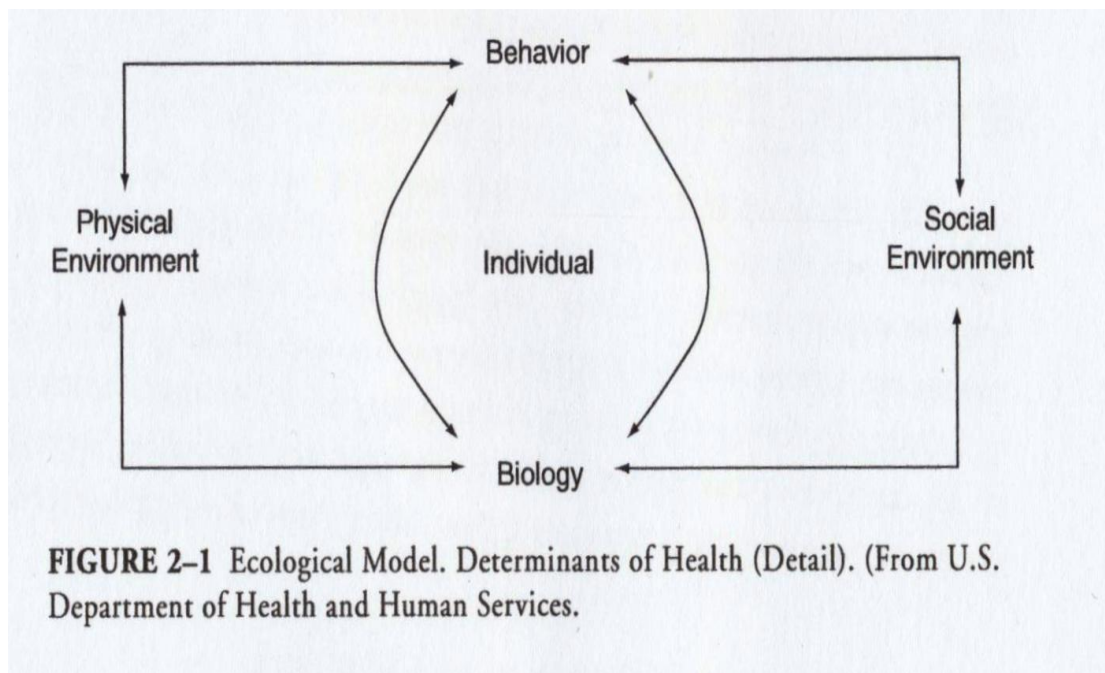 Behavior
Physical
Environment
Individual
Social
Environment
Biology
FIGURE 2–1 Ecological Model. Determinants of Health (Detail). (From U.S.
Department of Health and Human Services.